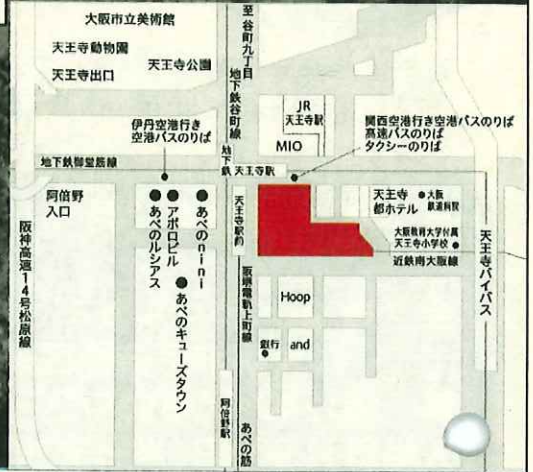 大阪市立美術館
天王寺動物園
天王寺出口
天王寺公園
至 谷町九丁目
地下鉄谷町線
JR
天王寺駅
MIO
関西空港行き空港バスのりば
高速バスのりば
タクシーのりば
伊丹空港行き
空港バスのりば
地下鉄御堂筋線
地下鉄
天王寺駅
阿倍野
入口
阪神高速14号松原線
あべのnini
アポロビル
あべのルシアス
あべのキューズタウン
天王寺駅前
阪堺電軌上町線
天王寺
都ホテル
大阪
鉄道病院
大阪教育大学付属
天王寺小学校
近鉄南大阪線
天王寺バイパス
Hoop
銀行
and
阿倍野駅
あべの筋